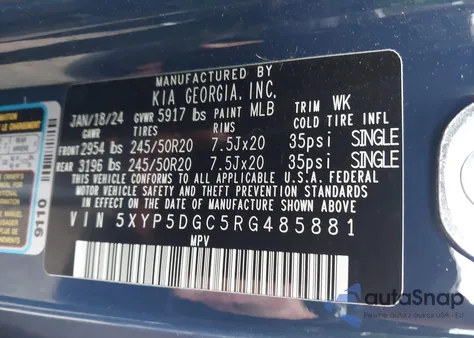 MANUFACTURED BY
KIA GEORGIA, INC.
JAN/18/24 GVWR 5917 lbs PAINT MLB TRIM WK
GAWR TIRES RIMS COLD TIRE INFL
FRONT 2954 lbs 245/50R20 7.5Jx20 35psi SINGLE
REAR 3196 lbs 245/50R20 7.5Jx20 35psi SINGLE
THIS VEHICLE CONFORMS TO ALL APPLICABLE U.S.A. FEDERAL
MOTOR VEHICLE SAFETY AND THEFT PREVENTION STANDARDS
IN EFFECT ON THE DATE OF MANUFACTURE SHOWN ABOVE.
VIN 5XYP5DGC5RG485881
MPV
9110
autoSnap